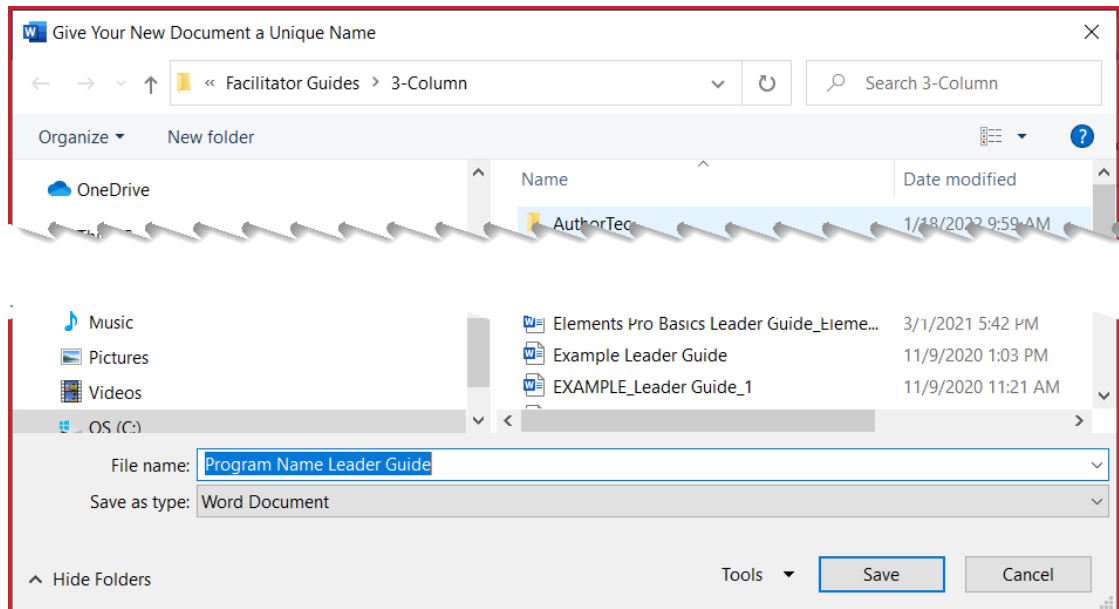 Give Your New Document a Unique Name
« Facilitator Guides > 3-Column
Search 3-Column
Organize
New folder
?
OneDrive
Name
Date modified
AuthorTec
1/18/2022 9:59 AM
Music
Elements Pro Basics Leader Guide_Eleme... 3/1/2021 5:42 PM
Pictures
Example Leader Guide 11/9/2020 1:03 PM
Videos
EXAMPLE_Leader Guide_1 11/9/2020 11:21 AM
OS (C:)
File name: Program Name Leader Guide
Save as type: Word Document
Hide Folders
Tools
Save
Cancel